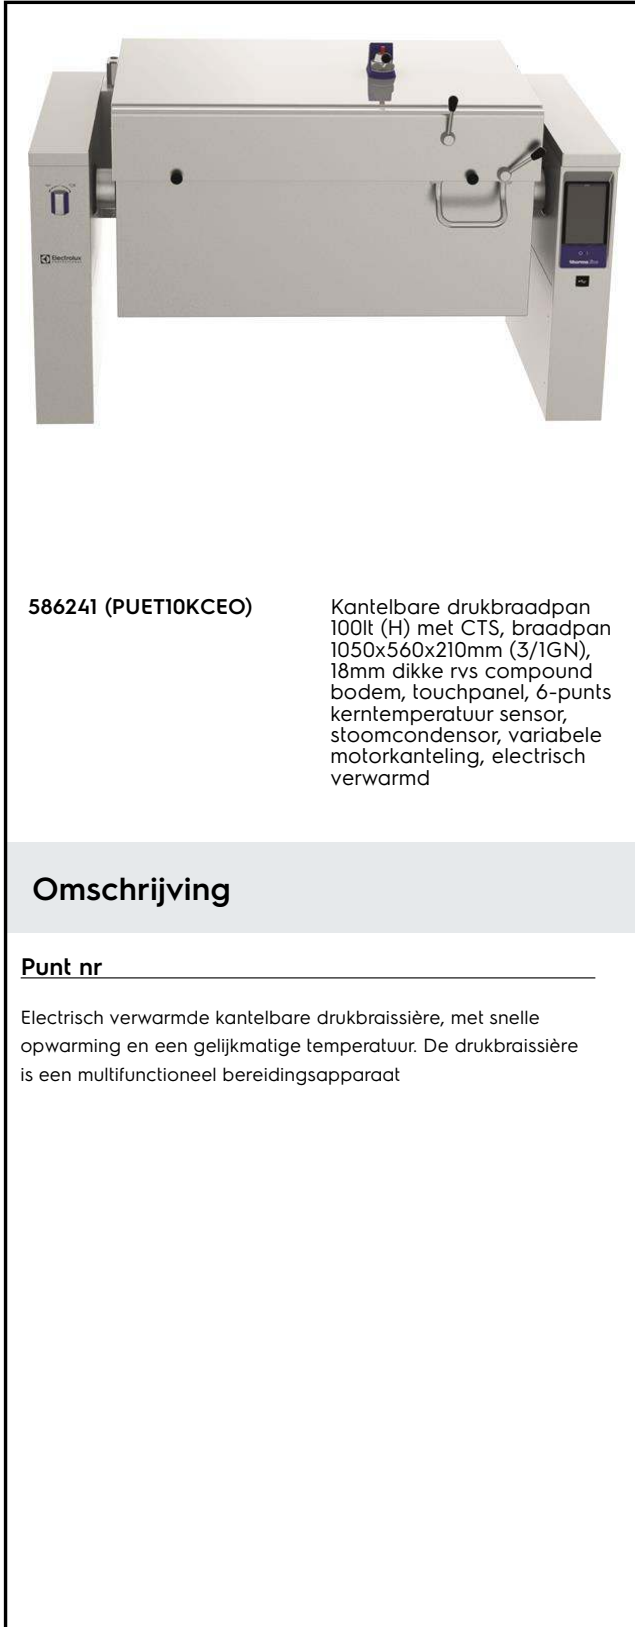 Electrolux
586241 (PUET10KCEO)
Kantelbare drukbraadpan
100lt (H) met CTS, braadpan
1050x560x210mm (3/1GN),
18mm dikke rvs compound
bodem, touchpanel, 6-punts
kerntemperatuur sensor,
stoomcondensor, variabele
motorkanteling, electrisch
verwarmd
Omschrijving
Punt nr
Electrisch verwarmde kantelbare drukbraissière, met snelle
opwarming en een gelijkmatige temperatuur. De drukbraissière
is een multifunctioneel bereidingsapparaat